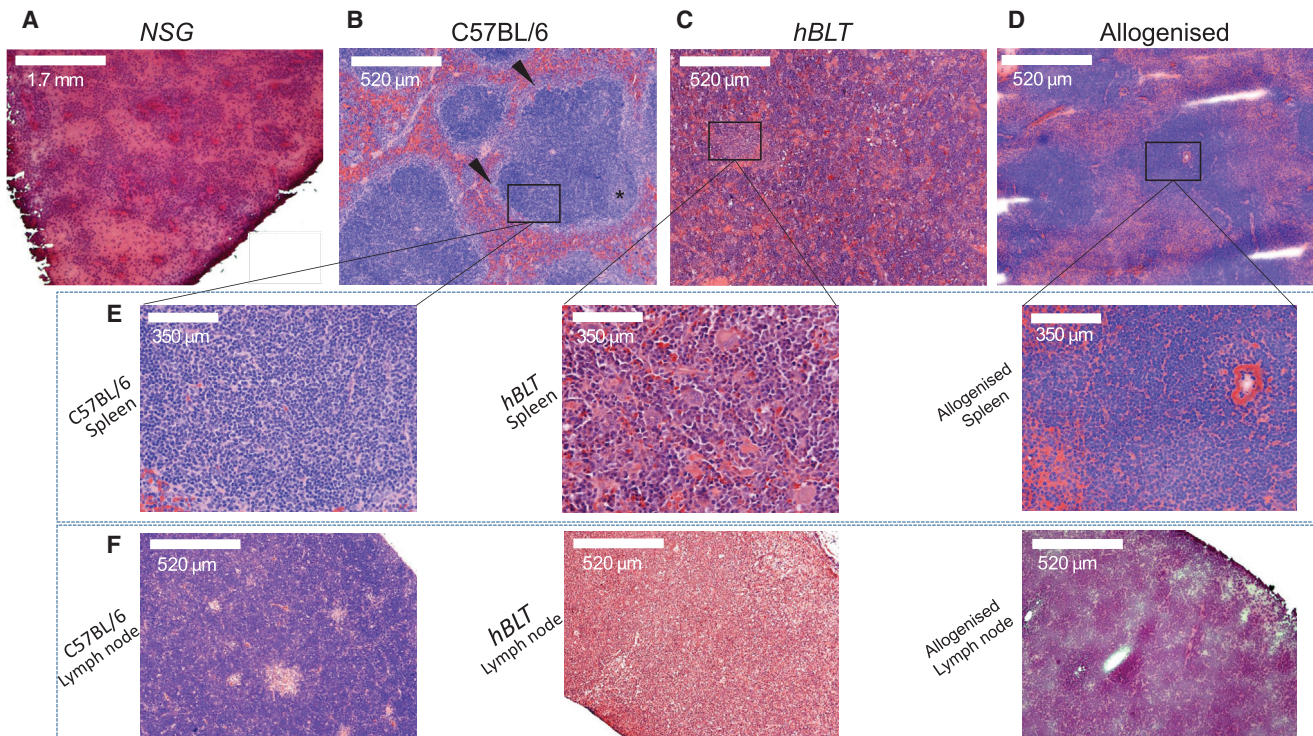 A
NSG
1.7 mm
B
C57BL/6
520 µm
*
C
hBLT
520 µm
D
Allogenised
520 µm
E
C57BL/6
Spleen
350 µm
hBLT
Spleen
350 µm
Allogenised
Spleen
350 µm
F
C57BL/6
Lymph node
520 µm
hBLT
Lymph node
520 µm
Allogenised
Lymph node
520 µm